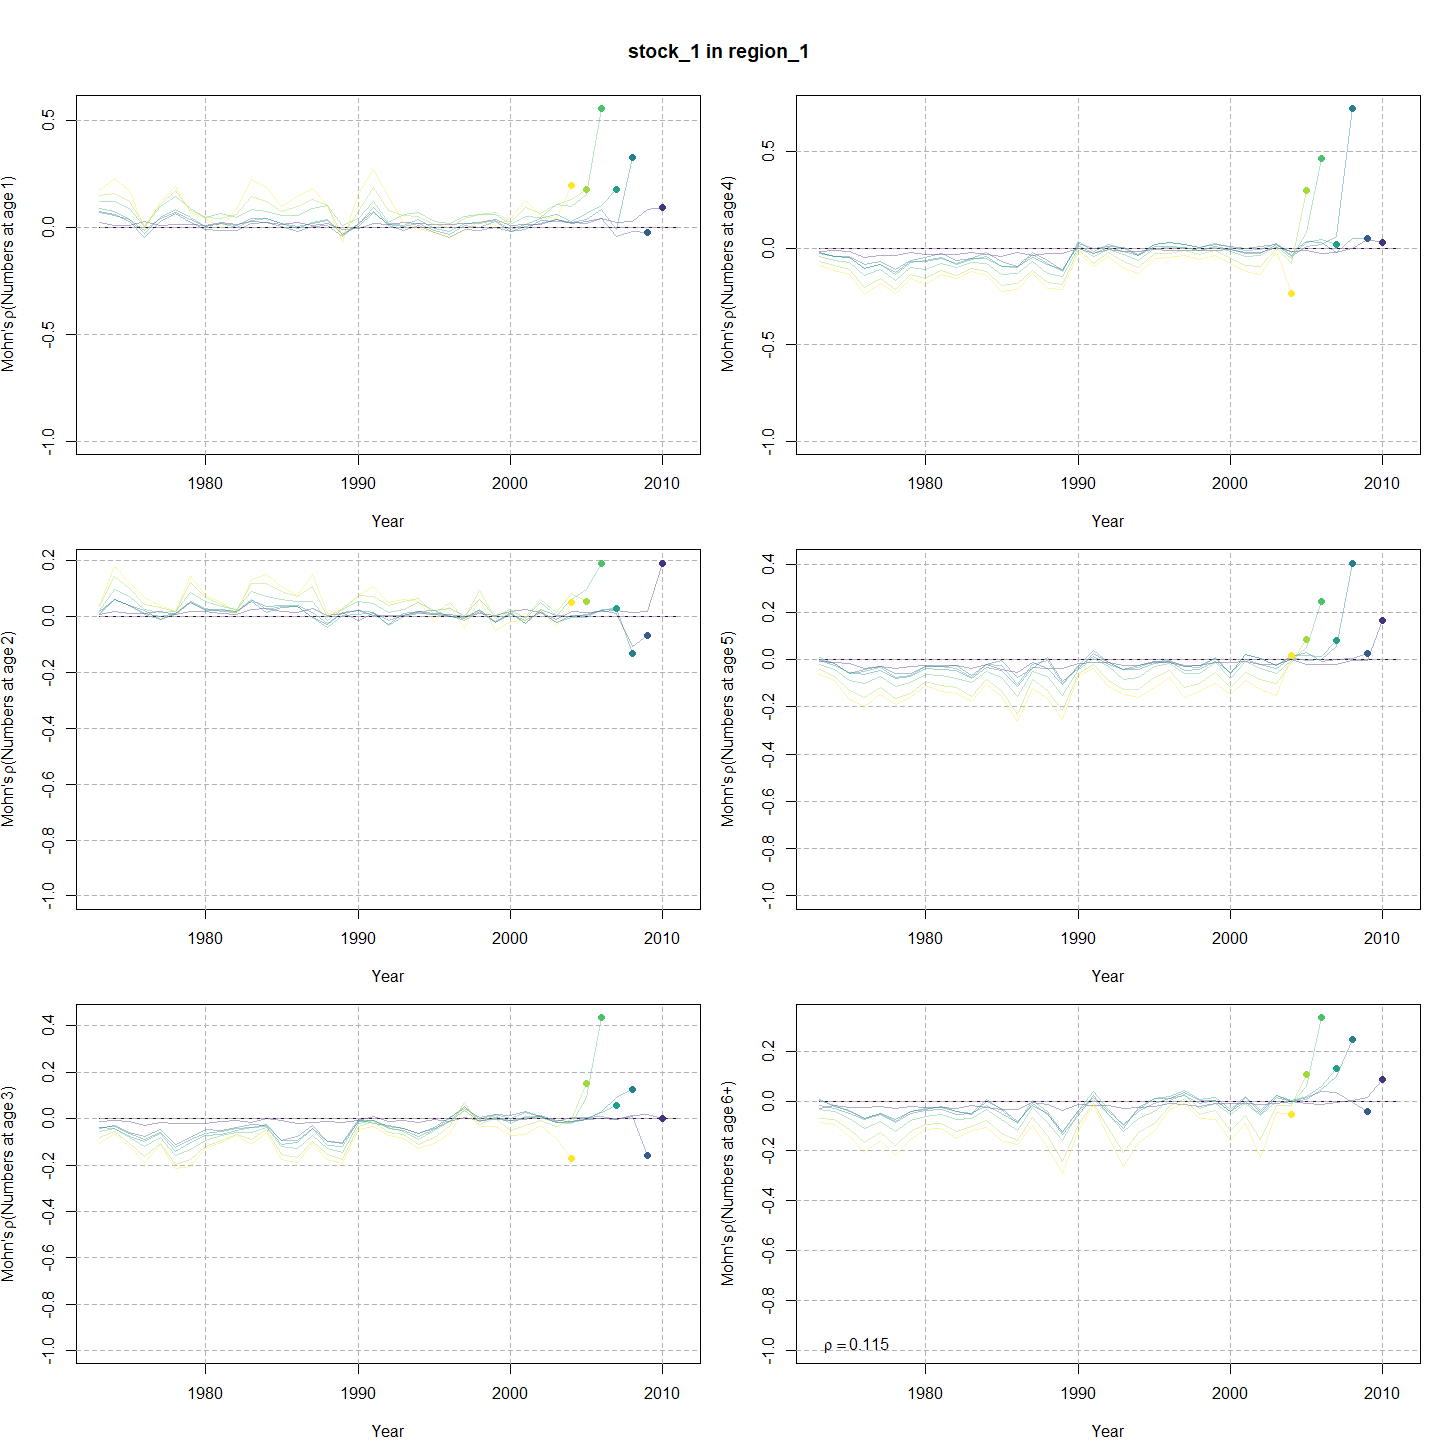 stock_1 in region_1
Mohn's ρ(Numbers at age 1)
0.5
0.0
-0.5
-1.0
1980 1990 2000 2010
Year
Mohn's ρ(Numbers at age 4)
0.5
0.0
-0.5
-1.0
1980 1990 2000 2010
Year
Mohn's ρ(Numbers at age 2)
0.2
0.0
-0.2
-0.4
-0.6
-0.8
-1.0
1980 1990 2000 2010
Year
Mohn's ρ(Numbers at age 5)
0.4
0.2
0.0
-0.2
-0.4
-0.6
-0.8
-1.0
1980 1990 2000 2010
Year
Mohn's ρ(Numbers at age 3)
0.4
0.2
0.0
-0.2
-0.4
-0.6
-0.8
-1.0
1980 1990 2000 2010
Year
Mohn's ρ(Numbers at age 6+)
0.2
0.0
-0.2
-0.4
-0.6
-0.8
-1.0
ρ = 0.115
1980 1990 2000 2010
Year